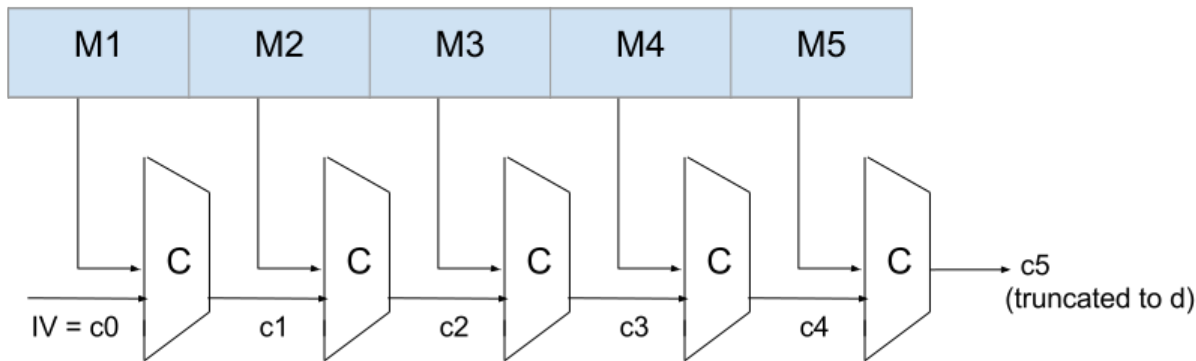 M1 M2 M3 M4 M5
C C C C C
c5
(truncated to d)
IV = c0 c1 c2 c3 c4